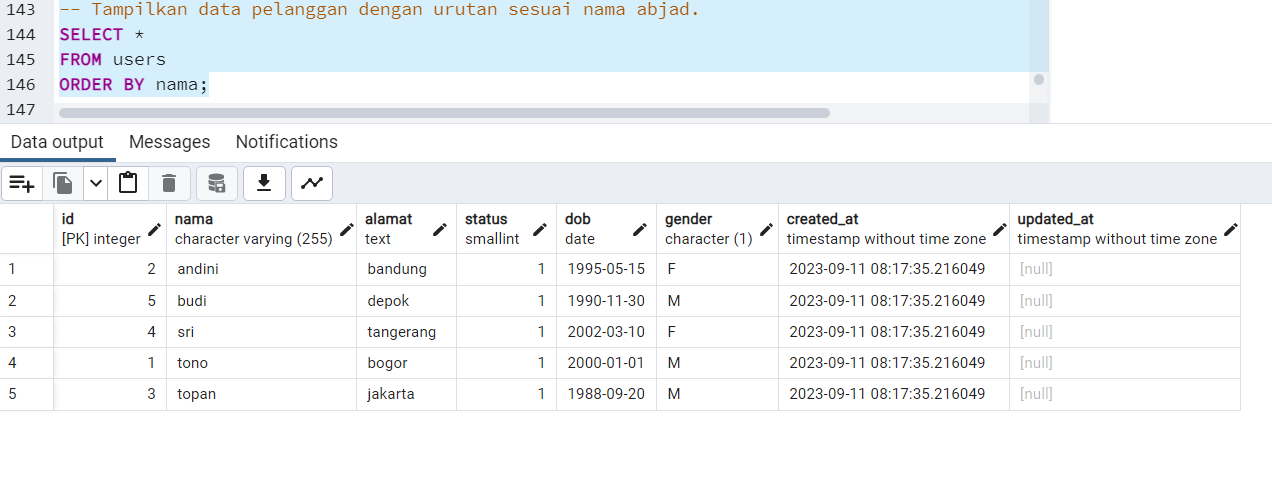 143 -- Tampilkan data pelanggan dengan urutan sesuai nama abjad.
144 SELECT *
145 FROM users
146 ORDER BY nama;
147
Data output Messages Notifications
id nama alamat status dob gender created_at updated_at
[PK] integer character varying (255) text smallint date character (1) timestamp without time zone timestamp without time zone
1 2 andini bandung 1 1995-05-15 F 2023-09-11 08:17:35.216049 [null]
2 5 budi depok 1 1990-11-30 M 2023-09-11 08:17:35.216049 [null]
3 4 sri tangerang 1 2002-03-10 F 2023-09-11 08:17:35.216049 [null]
4 1 tono bogor 1 2000-01-01 M 2023-09-11 08:17:35.216049 [null]
5 3 topan jakarta 1 1988-09-20 M 2023-09-11 08:17:35.216049 [null]